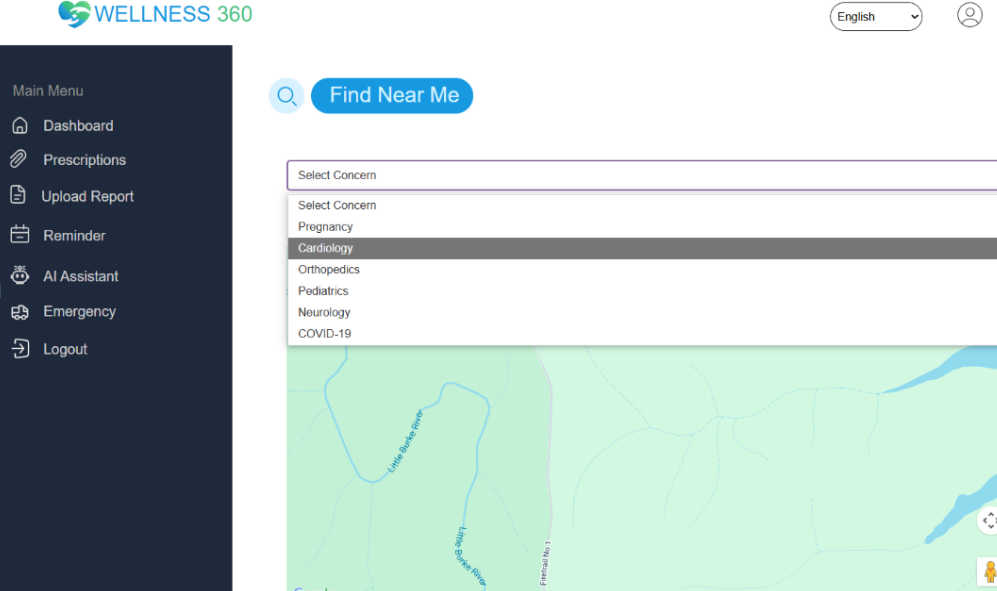 WELLNESS 360
English
Main Menu
Dashboard
Prescriptions
Upload Report
Reminder
AI Assistant
Emergency
Logout
Find Near Me
Select Concern
Select Concern
Pregnancy
Cardiology
Orthopedics
Pediatrics
Neurology
COVID-19
Little Burke River
Little Burke River
Firetrail No 1